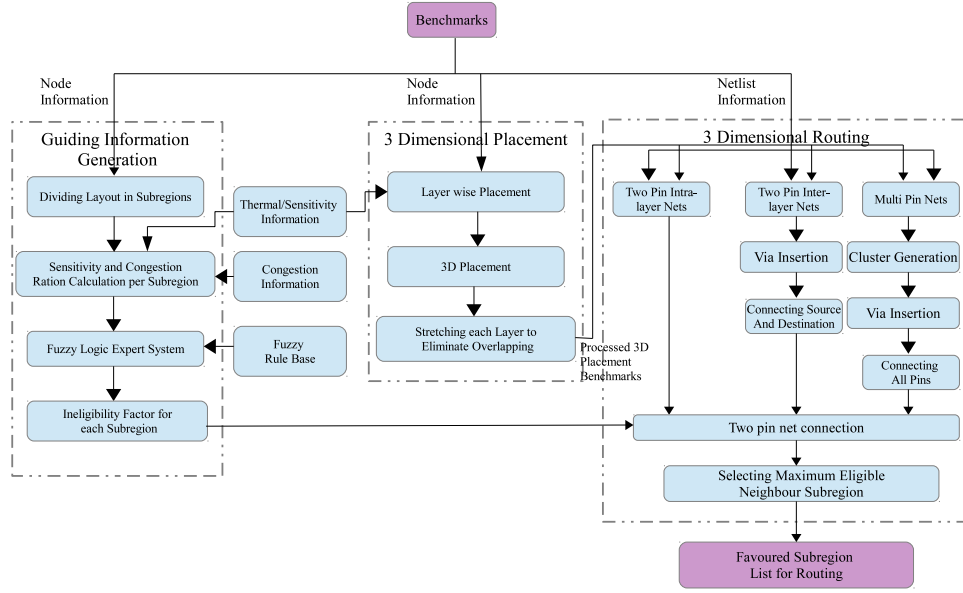 Benchmarks
Node
Information
Node
Information
Netlist
Information
Guiding Information
Generation
Dividing Layout in Subregions
Sensitivity and Congestion
Ration Calculation per Subregion
Fuzzy Logic Expert System
Ineligibility Factor for
each Subregion
Thermal/Sensitivity
Information
Congestion
Information
Fuzzy
Rule Base
3 Dimensional Placement
Layer wise Placement
3D Placement
Stretching each Layer to
Eliminate Overlapping
Processed 3D
Placement
Benchmarks
3 Dimensional Routing
Two Pin Intra-
layer Nets
Two Pin Inter-
layer Nets
Via Insertion
Connecting Source
And Destination
Multi Pin Nets
Cluster Generation
Via Insertion
Connecting
All Pins
Two pin net connection
Selecting Maximum Eligible
Neighbour Subregion
Favoured Subregion
List for Routing